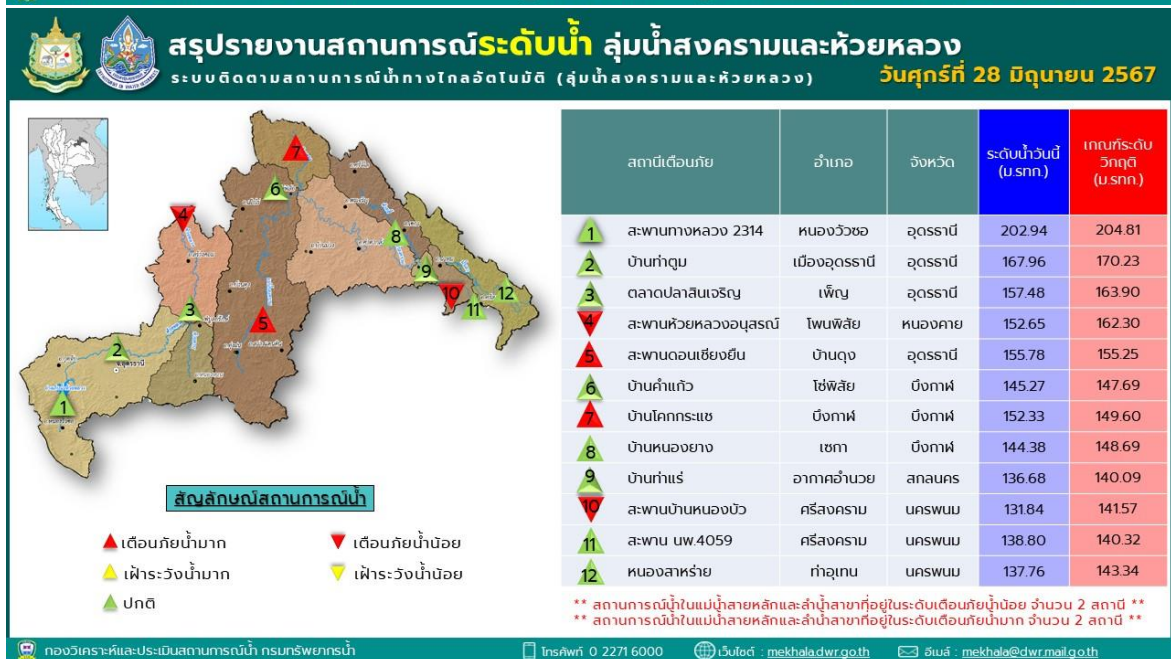 สรุปรายงานสถานการณ์ระดับน้ำ ลุ่มน้ำสงครามและห้วยหลวง
ระบบติดตามสถานการณ์น้ำทางไกลอัตโนมัติ (ลุ่มน้ำสงครามและห้วยหลวง)
วันศุกร์ที่ 28 มิถุนายน 2567
สถานีเตือนภัย อำเภอ จังหวัด ระดับน้ำวันนี้ (ม.รทก.) เกณฑ์ระดับวิกฤติ (ม.รทก.)
1 สะพานทางหลวง 2314 หนองวัวซอ อุดรธานี 202.94 204.81
2 บ้านท่าตูม เมืองอุดรธานี อุดรธานี 167.96 170.23
3 ตลาดปลาสินเจริญ เพ็ญ อุดรธานี 157.48 163.90
4 สะพานห้วยหลวงอนุสรณ์ โพนพิสัย หนองคาย 152.65 162.30
5 สะพานดอนเชียงยืน บ้านดุง อุดรธานี 155.78 155.25
6 บ้านคำแก้ว โซ่พิสัย บึงกาฬ 145.27 147.69
7 บ้านโคกกระแซ บึงกาฬ บึงกาฬ 152.33 149.60
8 บ้านหนองยาง เซกา บึงกาฬ 144.38 148.69
9 บ้านท่าแร่ อากาศอำนวย สกลนคร 136.68 140.09
10 สะพานบ้านหนองบัว ศรีสงคราม นครพนม 131.84 141.57
11 สะพาน นพ.4059 ศรีสงคราม นครพนม 138.80 140.32
12 หนองสาหร่าย ท่าอุเทน นครพนม 137.76 143.34
7
6
4
8
9
10
12
11
3
5
2
1
สัญลักษณ์สถานการณ์น้ำ
เตือนภัยน้ำมาก เตือนภัยน้ำน้อย
เฝ้าระวังน้ำมาก เฝ้าระวังน้ำน้อย
ปกติ
** สถานการณ์น้ำในแม่น้ำสายหลักและลำน้ำสาขาที่อยู่ในระดับเตือนภัยน้ำน้อย จำนวน 2 สถานี **
** สถานการณ์น้ำในแม่น้ำสายหลักและลำน้ำสาขาที่อยู่ในระดับเตือนภัยน้ำมาก จำนวน 2 สถานี **
กองวิเคราะห์และประเมินสถานการณ์น้ำ กรมทรัพยากรน้ำ โทรศัพท์ 0 2271 6000 เว็บไซต์ : mekhala.dwr.go.th อีเมล์ : mekhala@dwr.mail.go.th